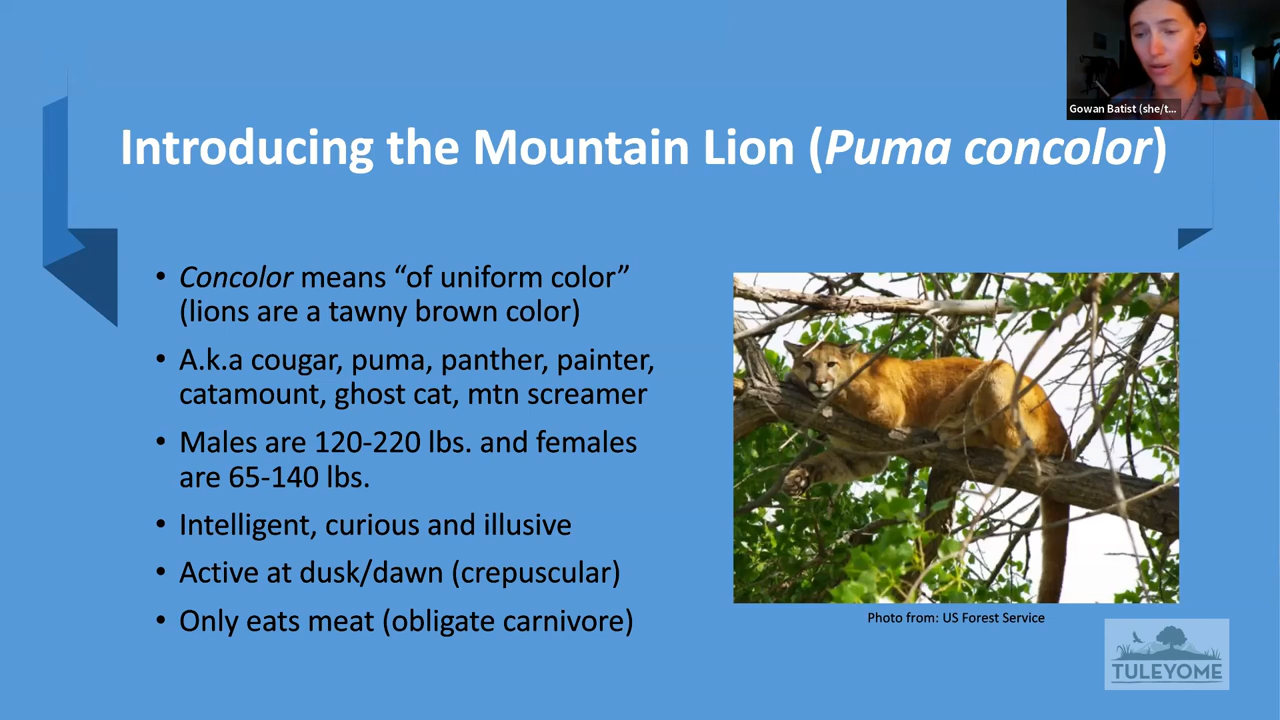 Gowan Batist (she/t...
Introducing the Mountain Lion (Puma concolor)
• Concolor means “of uniform color”
(lions are a tawny brown color)
• A.k.a cougar, puma, panther, painter,
catamount, ghost cat, mtn screamer
• Males are 120-220 lbs. and females
are 65-140 lbs.
• Intelligent, curious and illusive
• Active at dusk/dawn (crepuscular)
• Only eats meat (obligate carnivore)
Photo from: US Forest Service
TULEYOME